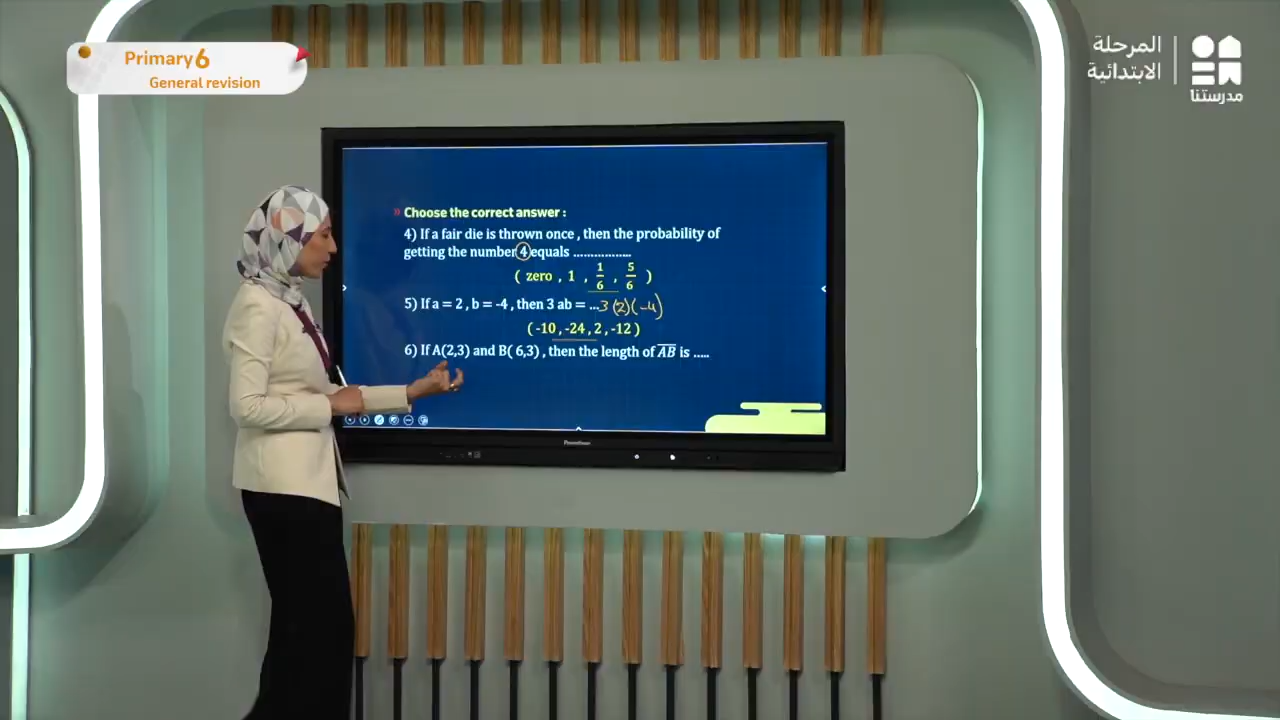 Primary 6
General revision
المرحلة
الابتدائية
مدرستنا
» Choose the correct answer :
4) If a fair die is thrown once , then the probability of
getting the number 4 equals ................
( zero , 1 , 1/6 , 5/6 )
5) If a = 2 , b = -4 , then 3 ab = ...3 (2)(-4)
(-10 , -24 , 2 , -12 )
6) If A(2,3) and B( 6,3) , then the length of A̅B̅ is .....